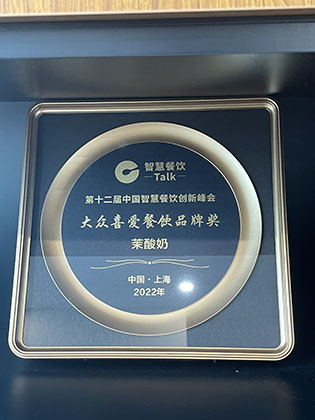 智慧餐饮
Talk
第十二届中国智慧餐饮创新峰会
大众喜爱餐饮品牌奖
茉酸奶
中国·上海
2022年